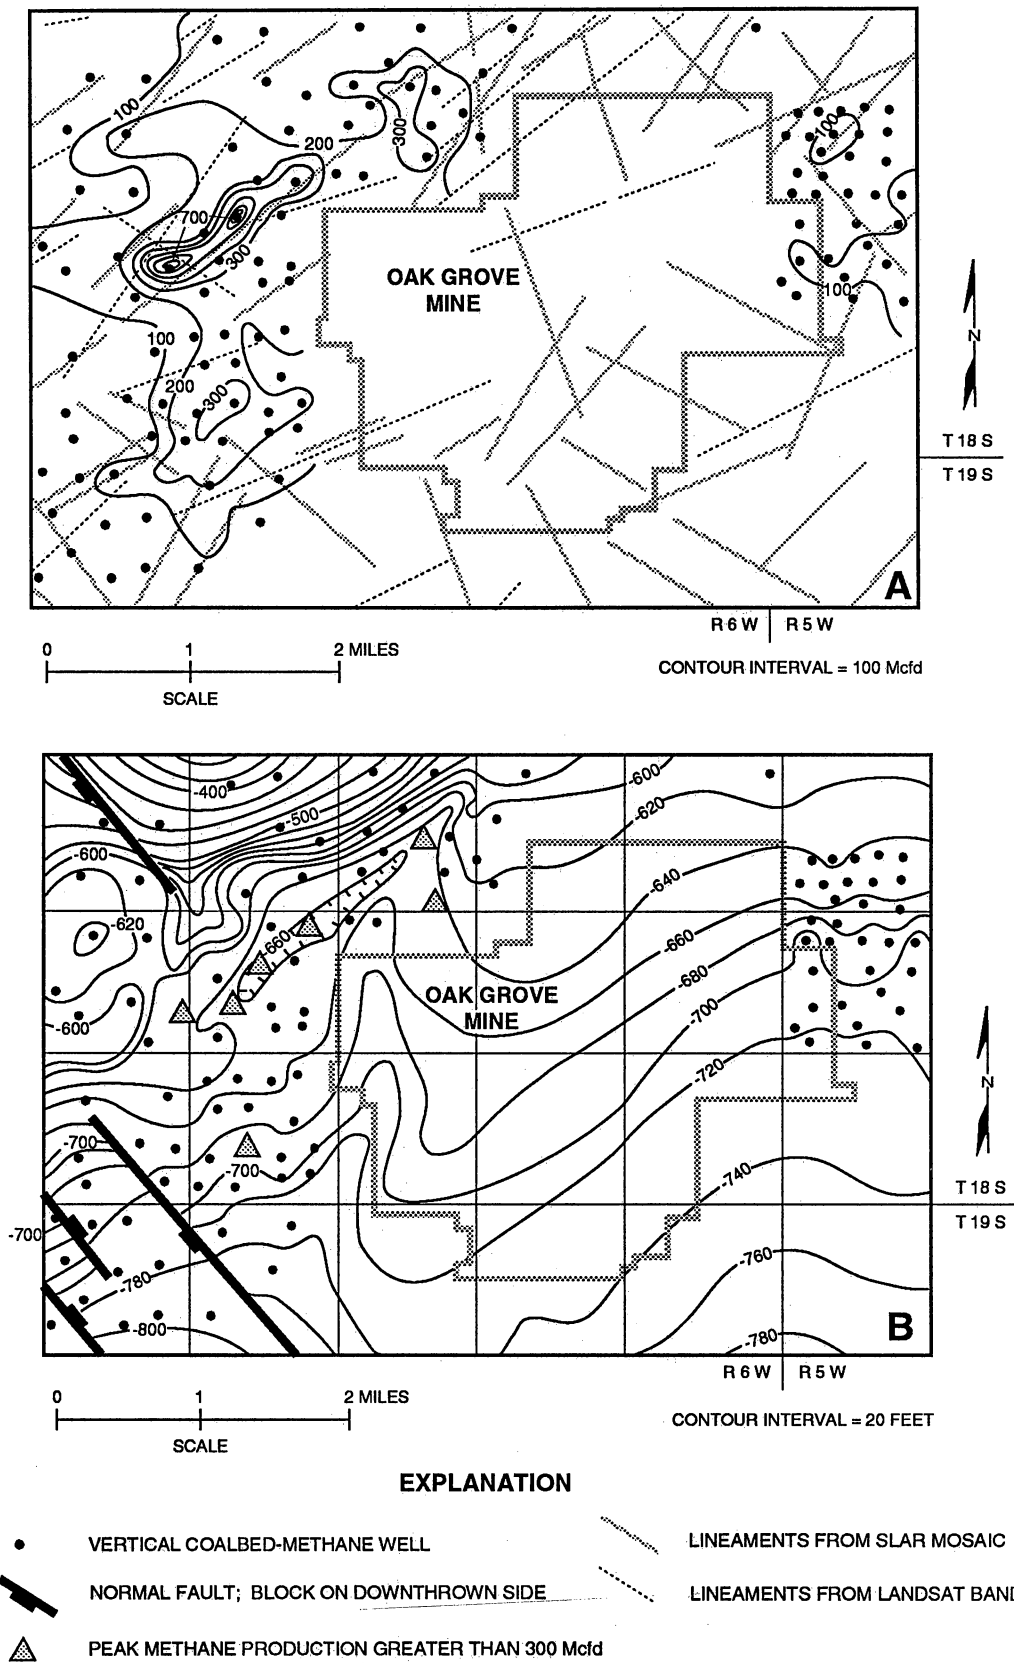 100
200
300
700
300
OAK GROVE
MINE
100
100
100
200
300
N
T 18 S
T 19 S
A
R 6 W
R 5 W
0
1
2 MILES
SCALE
CONTOUR INTERVAL = 100 Mcfd
-400
-500
-600
-620
-600
-620
-640
-660
-660
-680
-700
-720
-600
OAK GROVE
MINE
N
-700
-700
-700
-740
T 18 S
T 19 S
-760
-780
-800
-780
B
R 6 W
R 5 W
0
1
2 MILES
SCALE
CONTOUR INTERVAL = 20 FEET
EXPLANATION
VERTICAL COALBED-METHANE WELL
LINEAMENTS FROM SLAR MOSAIC
NORMAL FAULT; BLOCK ON DOWNTHROWN SIDE
LINEAMENTS FROM LANDSAT BAND
PEAK METHANE PRODUCTION GREATER THAN 300 Mcfd